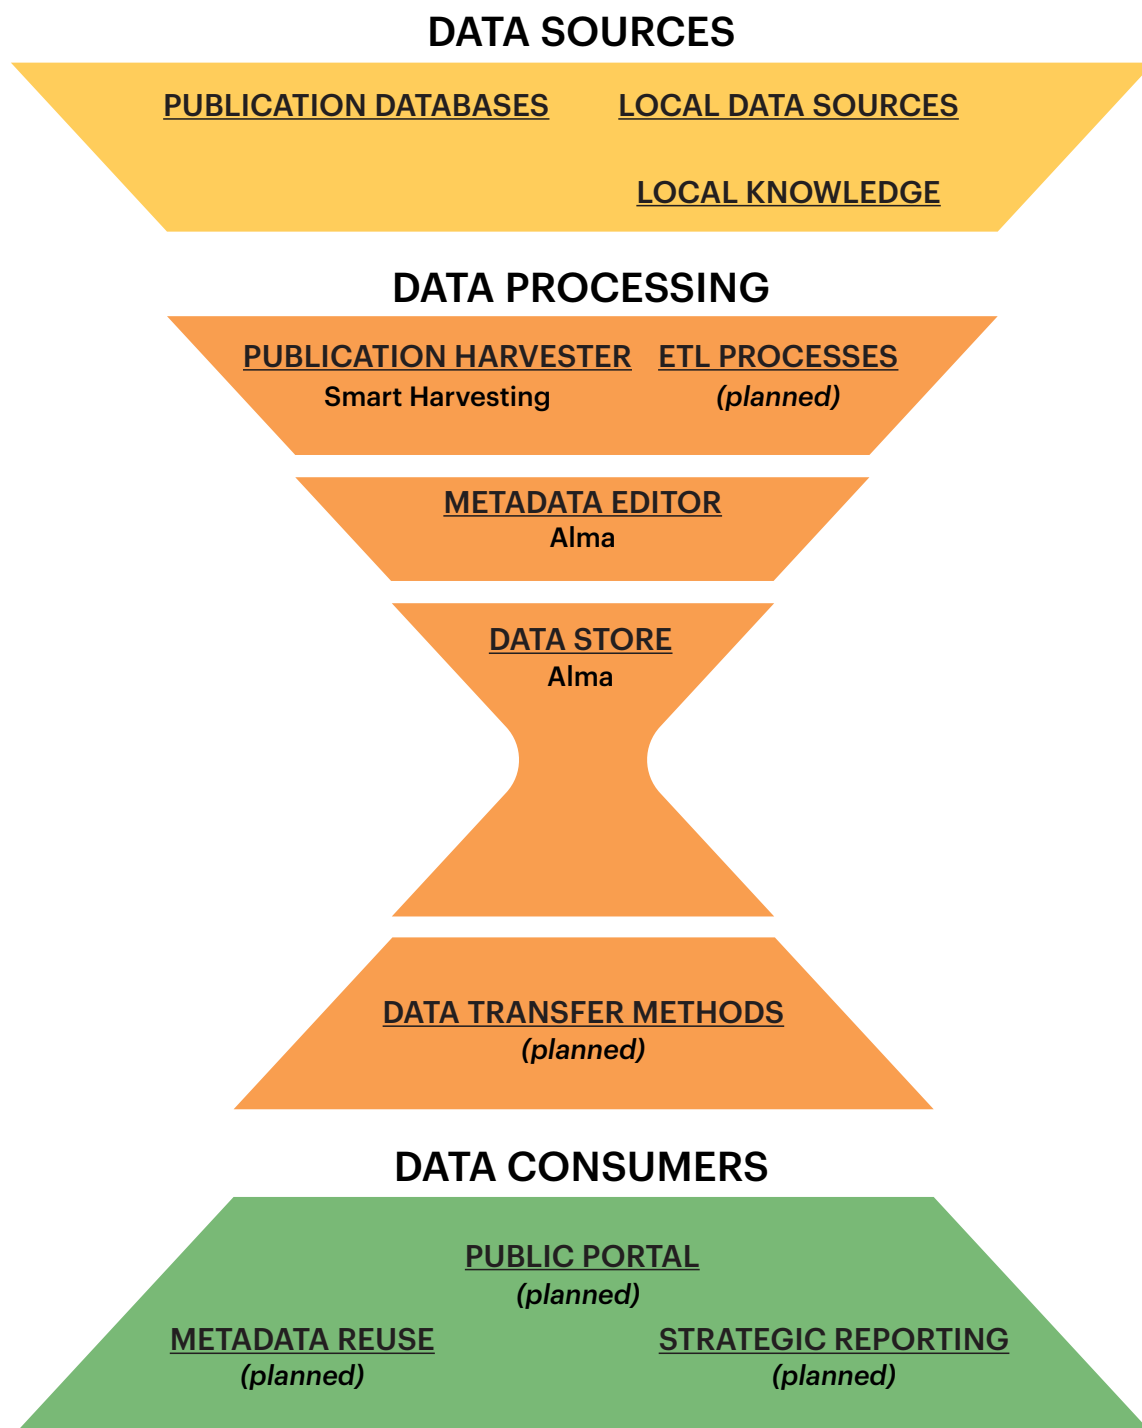 DATA SOURCES
PUBLICATION DATABASES
LOCAL DATA SOURCES
LOCAL KNOWLEDGE
DATA PROCESSING
PUBLICATION HARVESTER
Smart Harvesting
ETL PROCESSES
(planned)
METADATA EDITOR
Alma
DATA STORE
Alma
DATA TRANSFER METHODS
(planned)
DATA CONSUMERS
PUBLIC PORTAL
(planned)
METADATA REUSE
(planned)
STRATEGIC REPORTING
(planned)